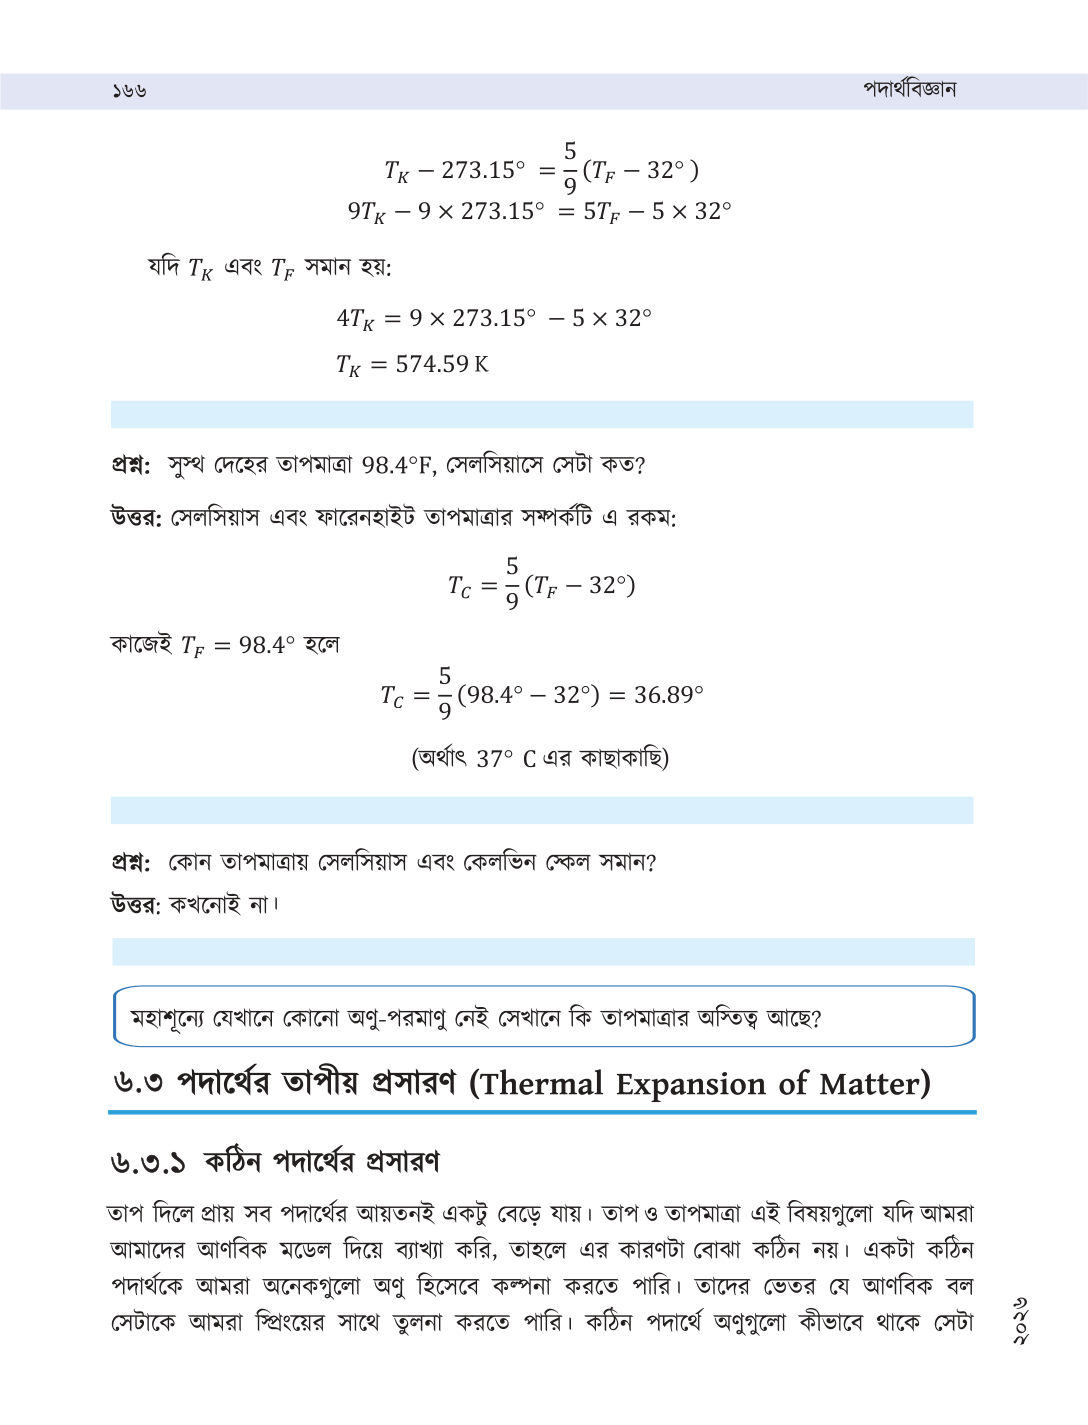 ১৬৬ পদার্থবিজ্ঞান
T_K − 273.15° = 5/9 (T_F − 32° )
9T_K − 9 × 273.15° = 5T_F − 5 × 32°
যদি T_K এবং T_F সমান হয়:
4T_K = 9 × 273.15° − 5 × 32°
T_K = 574.59 K
প্রশ্ন: সুস্থ দেহের তাপমাত্রা 98.4°F, সেলসিয়াসে সেটা কত?
উত্তর: সেলসিয়াস এবং ফারেনহাইট তাপমাত্রার সম্পর্কটি এ রকম:
T_C = 5/9 (T_F − 32°)
কাজেই T_F = 98.4° হলে
T_C = 5/9 (98.4° − 32°) = 36.89°
(অর্থাৎ 37° C এর কাছাকাছি)
প্রশ্ন: কোন তাপমাত্রায় সেলসিয়াস এবং কেলভিন স্কেল সমান?
উত্তর: কখনোই না।
মহাশূন্যে যেখানে কোনো অণু-পরমাণু নেই সেখানে কি তাপমাত্রার অস্তিত্ব আছে?
৬.৩ পদার্থের তাপীয় প্রসারণ (Thermal Expansion of Matter)
৬.৩.১ কঠিন পদার্থের প্রসারণ
তাপ দিলে প্রায় সব পদার্থের আয়তনই একটু বেড়ে যায়। তাপ ও তাপমাত্রা এই বিষয়গুলো যদি আমরা
আমাদের আণবিক মডেল দিয়ে ব্যাখ্যা করি, তাহলে এর কারণটা বোঝা কঠিন নয়। একটা কঠিন
পদার্থকে আমরা অনেকগুলো অণু হিসেবে কল্পনা করতে পারি। তাদের ভেতর যে আণবিক বল
সেটাকে আমরা স্প্রিংয়ের সাথে তুলনা করতে পারি। কঠিন পদার্থে অণুগুলো কীভাবে থাকে সেটা
২০২৬